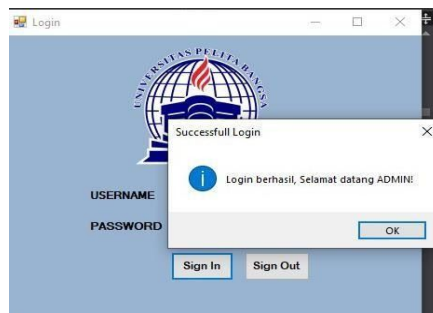 Login
UNIVERSITAS PELITA BANGSA
Successfull Login
Login berhasil, Selamat datang ADMIN!
OK
USERNAME
PASSWORD
Sign In
Sign Out